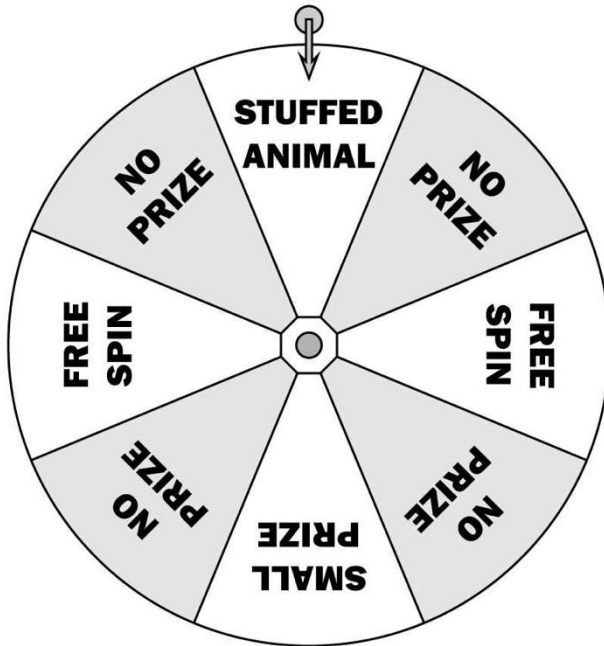 STUFFED
ANIMAL
NO
PRIZE
FREE
SPIN
NO
PRIZE
SMALL
PRIZE
NO
PRIZE
FREE
SPIN
NO
PRIZE